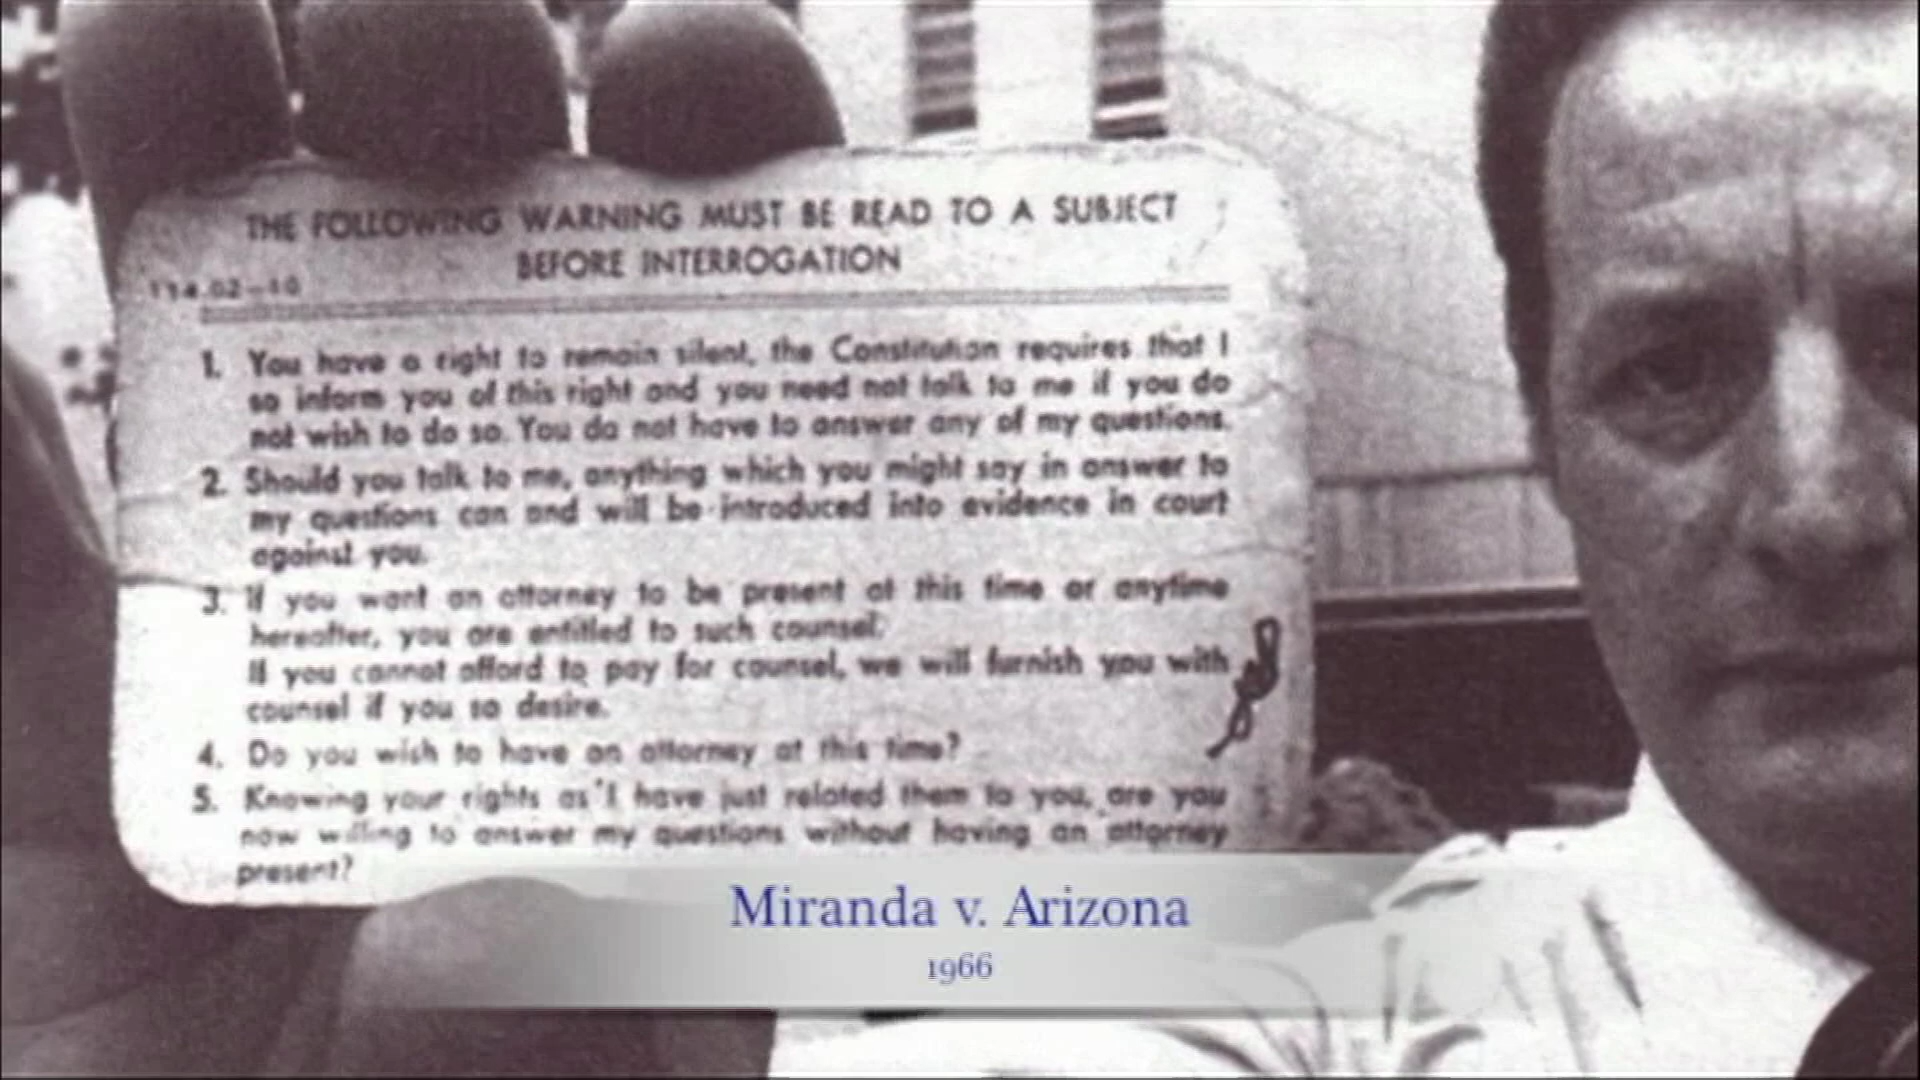 THE FOLLOWING WARNING MUST BE READ TO A SUBJECT
BEFORE INTERROGATION
1. You have a right to remain silent, the Constitution requires that I
so inform you of this right and you need not talk to me if you do
not wish to do so. You do not have to answer any of my questions.
2. Should you talk to me, anything which you might say in answer to
my questions can and will be introduced into evidence in court
against you.
3. If you want an attorney to be present at this time or anytime
hereafter, you are entitled to such counsel.
If you cannot afford to pay for counsel, we will furnish you with
counsel if you so desire.
4. Do you wish to have an attorney at this time?
5. Knowing your rights as I have just related them to you, are you
now willing to answer my questions without having an attorney
present?
Miranda v. Arizona
1966